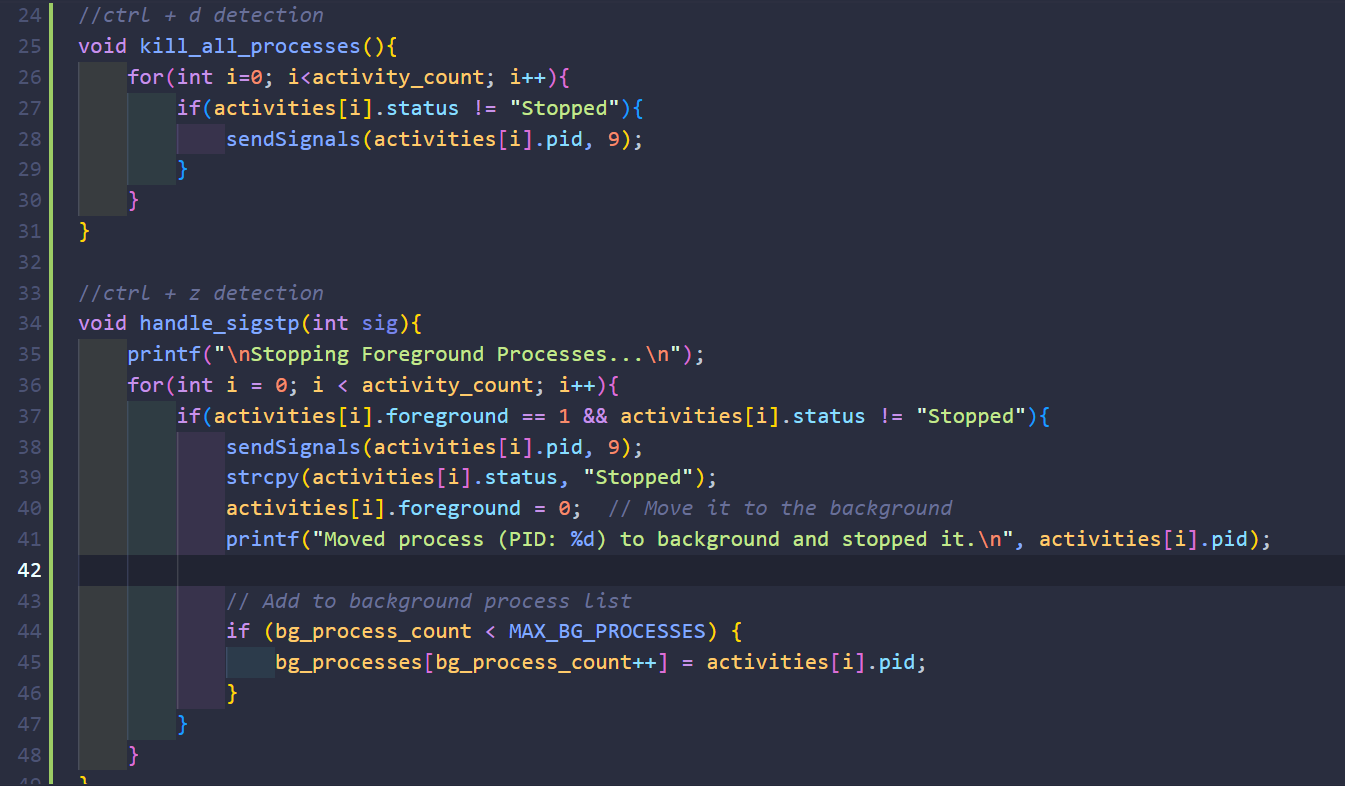 24 //ctrl + d detection
25 void kill_all_processes(){
26     for(int i=0; i<activity_count; i++){
27         if(activities[i].status != "Stopped"){
28             sendSignals(activities[i].pid, 9);
29         }
30     }
31 }
32
33 //ctrl + z detection
34 void handle_sigstp(int sig){
35     printf("\nStopping Foreground Processes...\n");
36     for(int i = 0; i < activity_count; i++){
37         if(activities[i].foreground == 1 && activities[i].status != "Stopped"){
38             sendSignals(activities[i].pid, 9);
39             strcpy(activities[i].status, "Stopped");
40             activities[i].foreground = 0;  // Move it to the background
41             printf("Moved process (PID: %d) to background and stopped it.\n", activities[i].pid);
42
43             // Add to background process list
44             if (bg_process_count < MAX_BG_PROCESSES) {
45                 bg_processes[bg_process_count++] = activities[i].pid;
46             }
47         }
48     }
49 }